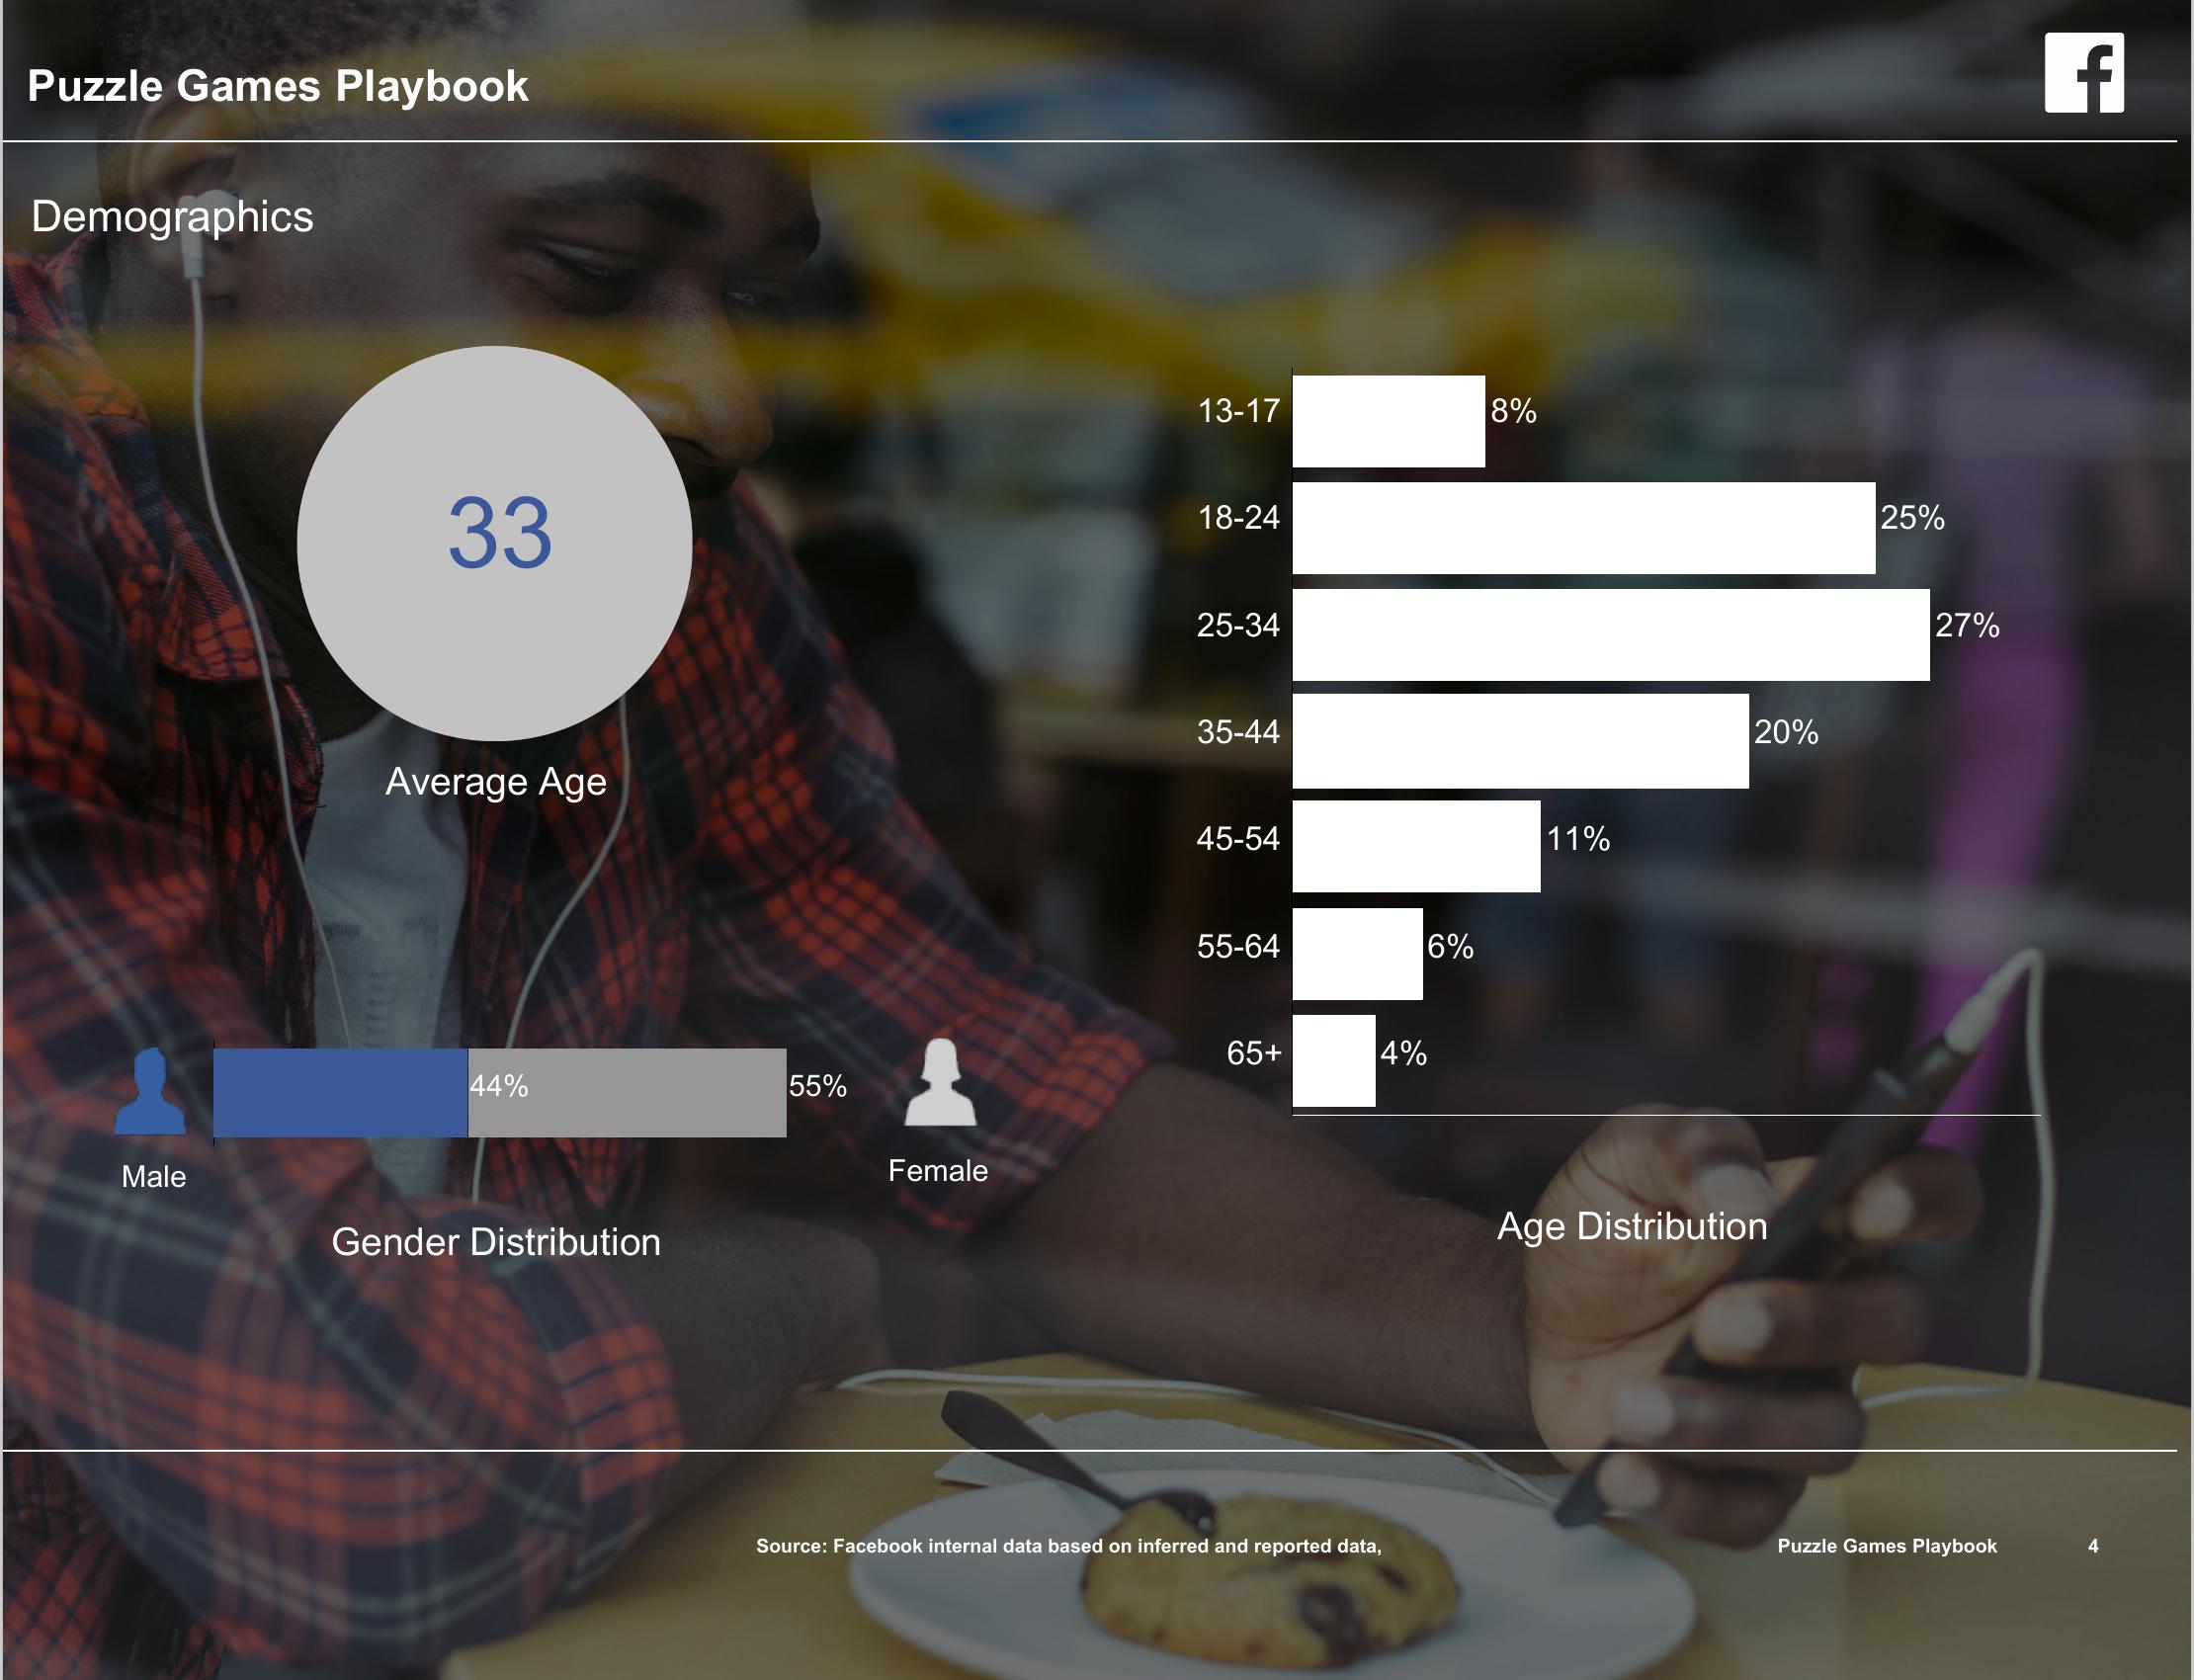 Puzzle Games Playbook
f
Demographics
33
Average Age
44%
55%
Male
Female
Gender Distribution
13-17
8%
18-24
25%
25-34
27%
35-44
20%
45-54
11%
55-64
6%
65+
4%
Age Distribution
Source: Facebook internal data based on inferred and reported data,
Puzzle Games Playbook
4